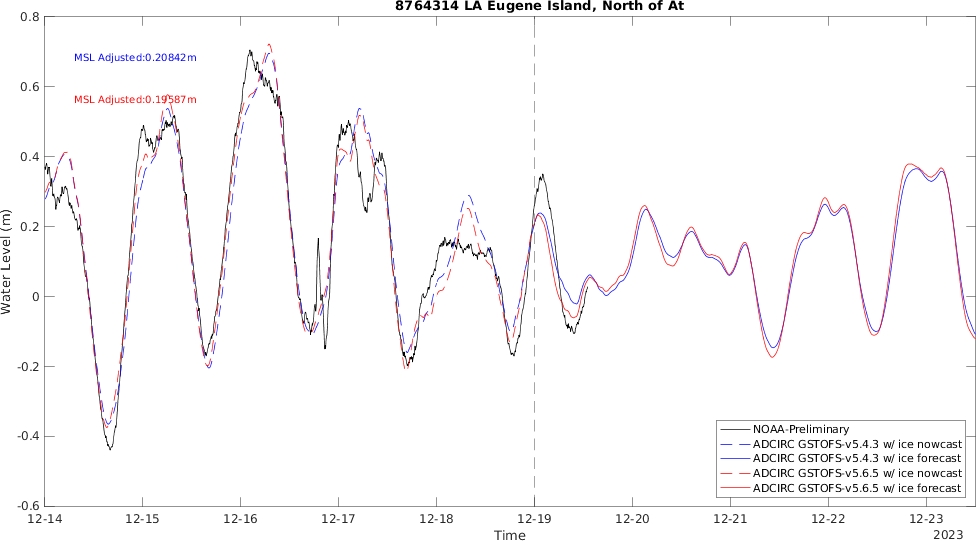 8764314 LA Eugene Island, North of At
MSL Adjusted:0.20842m
MSL Adjusted:0.19587m
0.8
0.6
0.4
0.2
0
-0.2
-0.4
-0.6
Water Level (m)
NOAA-Preliminary
ADCIRC GSTOFS-v5.4.3 w/ ice nowcast
ADCIRC GSTOFS-v5.4.3 w/ ice forecast
ADCIRC GSTOFS-v5.6.5 w/ ice nowcast
ADCIRC GSTOFS-v5.6.5 w/ ice forecast
12-14 12-15 12-16 12-17 12-18 12-19 12-20 12-21 12-22 12-23
Time
2023